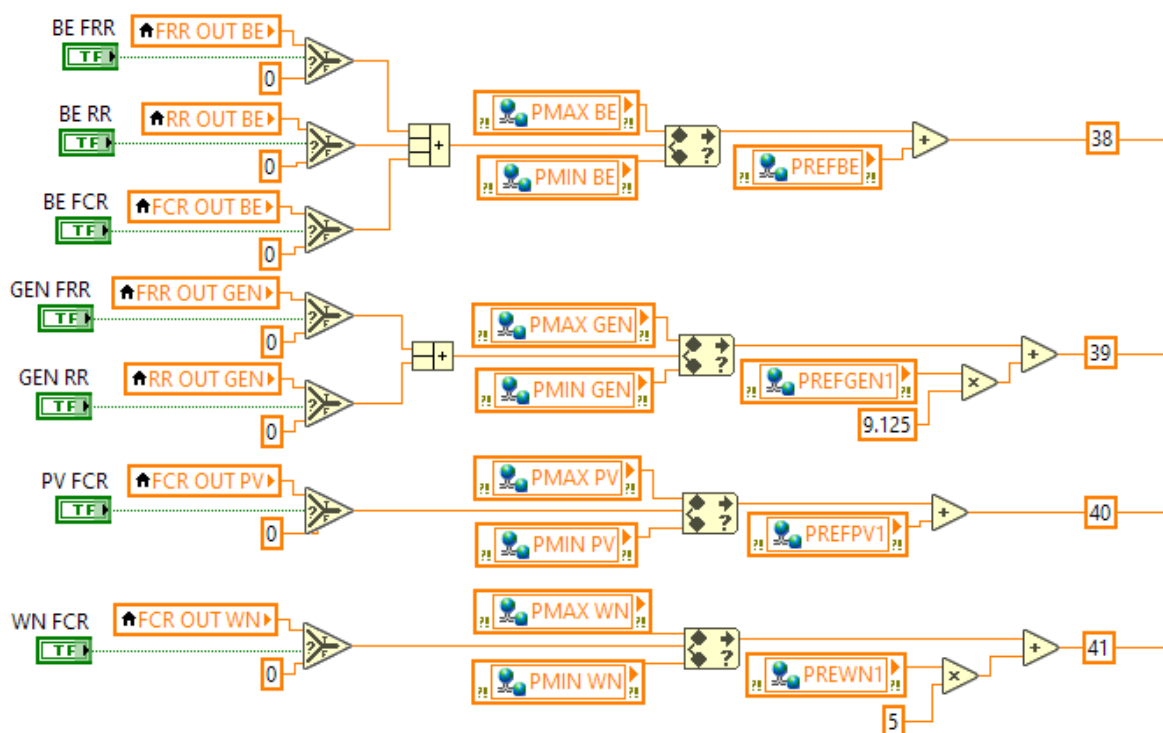 BE FRR
TF
FRR OUT BE
0
BE RR
TF
RR OUT BE
0
BE FCR
TF
FCR OUT BE
0
PMAX BE
PMIN BE
PREFBE
38
GEN FRR
TF
FRR OUT GEN
0
GEN RR
TF
RR OUT GEN
0
PMAX GEN
PMIN GEN
PREFGEN1
9.125
39
PV FCR
TF
FCR OUT PV
0
PMAX PV
PMIN PV
PREFPV1
40
WN FCR
TF
FCR OUT WN
0
PMAX WN
PMIN WN
PREWN1
5
41